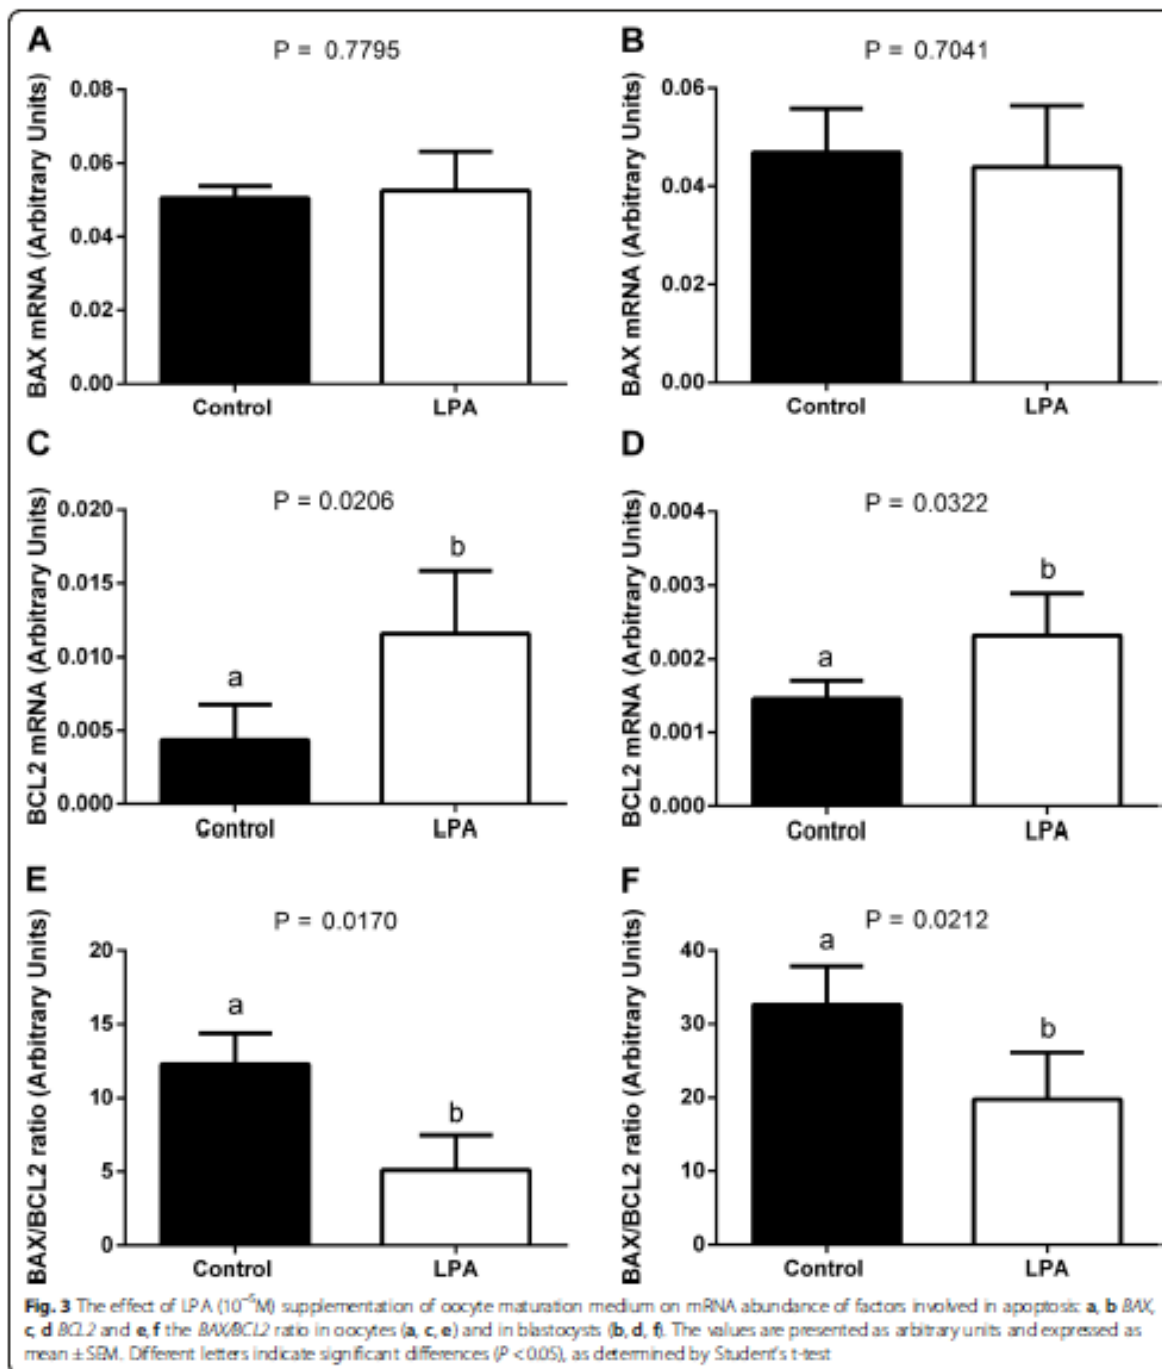 A
P = 0.7795
BAX mRNA (Arbitrary Units)
0.08
0.06
0.04
0.02
0.00
Control LPA
B
P = 0.7041
BAX mRNA (Arbitrary Units)
0.06
0.04
0.02
0.00
Control LPA
C
P = 0.0206
BCL2 mRNA (Arbitrary Units)
0.020
0.015
0.010
0.005
0.000
a
b
Control LPA
D
P = 0.0322
BCL2 mRNA (Arbitrary Units)
0.004
0.003
0.002
0.001
0.000
a
b
Control LPA
E
P = 0.0170
BAX/BCL2 ratio (Arbitrary Units)
20
15
10
5
0
a
b
Control LPA
F
P = 0.0212
BAX/BCL2 ratio (Arbitrary Units)
40
30
20
10
0
a
b
Control LPA
Fig. 3 The effect of LPA (10⁻⁵M) supplementation of oocyte maturation medium on mRNA abundance of factors involved in apoptosis: a, b BAX,
c, d BCL2 and e, f the BAX/BCL2 ratio in oocytes (a, c, e) and in blastocysts (b, d, f). The values are presented as arbitrary units and expressed as
mean ± SEM. Different letters indicate significant differences (P < 0.05), as determined by Student's t-test